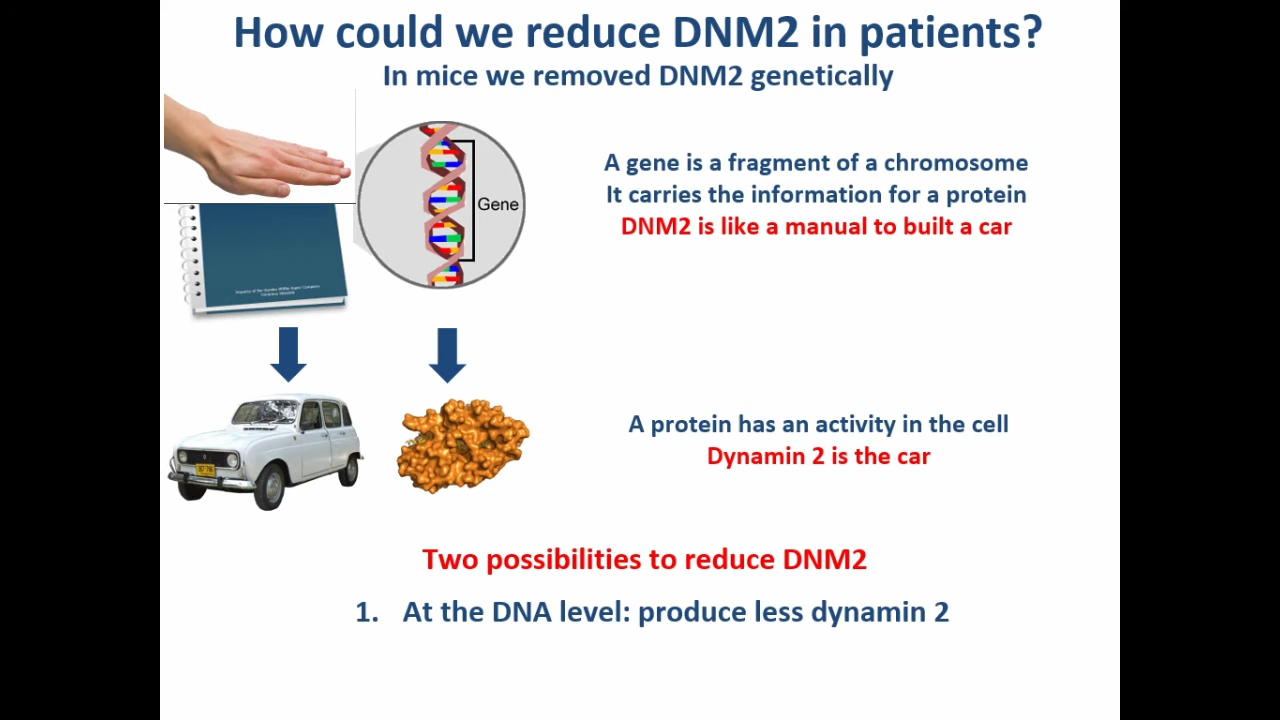 How could we reduce DNM2 in patients?
In mice we removed DNM2 genetically
A gene is a fragment of a chromosome
It carries the information for a protein
DNM2 is like a manual to built a car
Gene
A protein has an activity in the cell
Dynamin 2 is the car
Two possibilities to reduce DNM2
1. At the DNA level: produce less dynamin 2